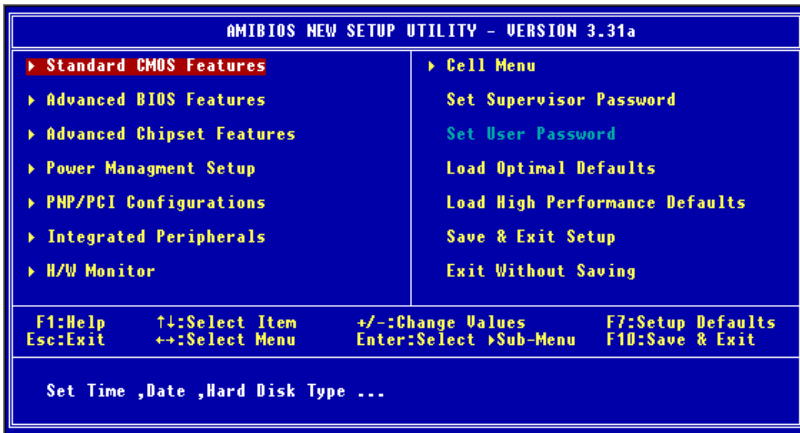 AMIBIOS NEW SETUP UTILITY - VERSION 3.31a
▸ Standard CMOS Features
▸ Advanced BIOS Features
▸ Advanced Chipset Features
▸ Power Managment Setup
▸ PNP/PCI Configurations
▸ Integrated Peripherals
▸ H/W Monitor
▸ Cell Menu
Set Supervisor Password
Set User Password
Load Optimal Defaults
Load High Performance Defaults
Save & Exit Setup
Exit Without Saving
F1:Help ↑↓:Select Item +/-:Change Values F7:Setup Defaults
Esc:Exit ←→:Select Menu Enter:Select ▸Sub-Menu F10:Save & Exit
Set Time ,Date ,Hard Disk Type ...